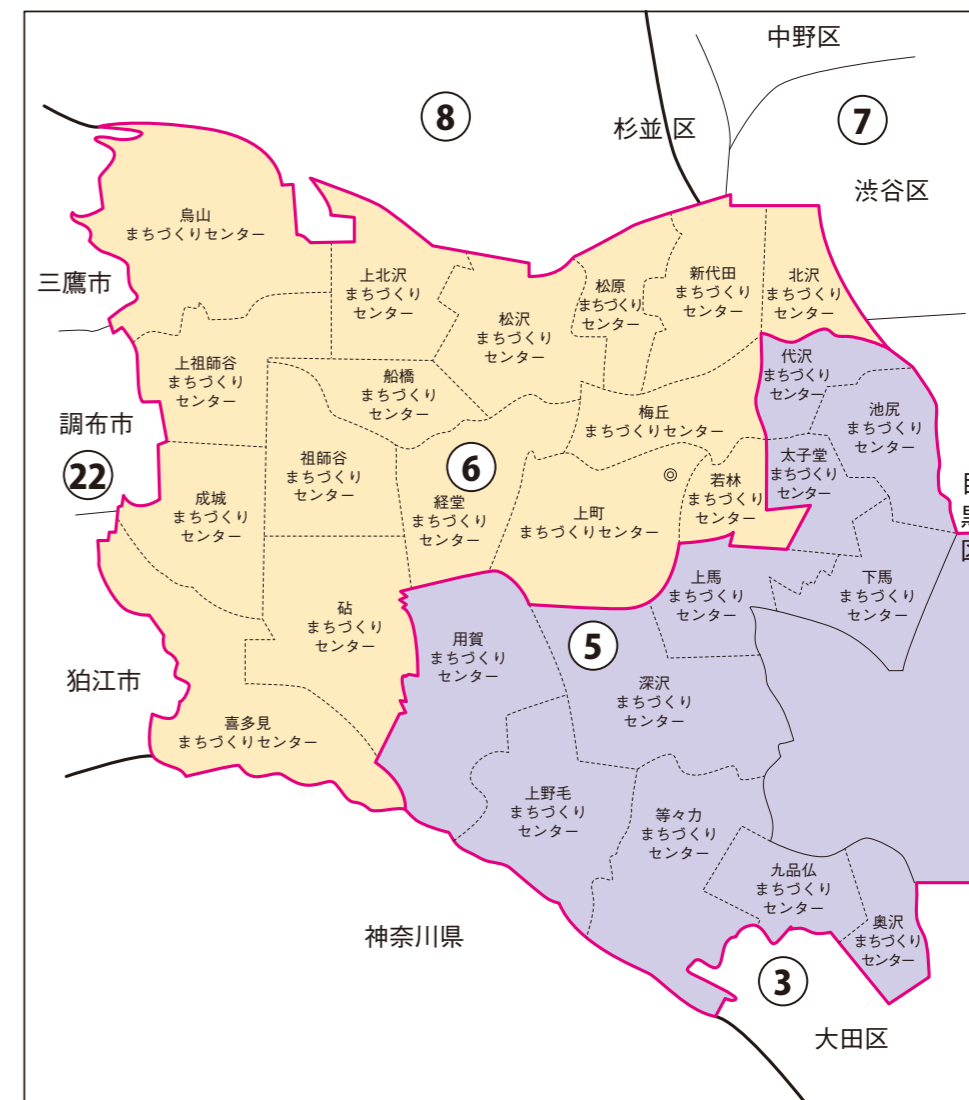 中野区
8
杉並区
7
渋谷区
烏山
まちづくりセンター
三鷹市
上北沢
まちづくり
センター
松沢
まちづくり
センター
松原
まちづくり
センター
新代田
まちづくり
センター
北沢
まちづくり
センター
上祖師谷
まちづくり
センター
船橋
まちづくり
センター
代沢
まちづくり
センター
池尻
まちづくり
センター
調布市
22
梅丘
まちづくりセンター
祖師谷
まちづくり
センター
6
太子堂
まちづくり
センター
成城
まちづくり
センター
経堂
まちづくり
センター
上町
まちづくりセンター
若林
まちづくり
センター
目
黒
区
砧
まちづくり
センター
上馬
まちづくり
センター
下馬
まちづくり
センター
5
用賀
まちづくり
センター
狛江市
深沢
まちづくり
センター
喜多見
まちづくりセンター
上野毛
まちづくり
センター
等々力
まちづくり
センター
九品仏
まちづくり
センター
神奈川県
奥沢
まちづくり
センター
3
大田区